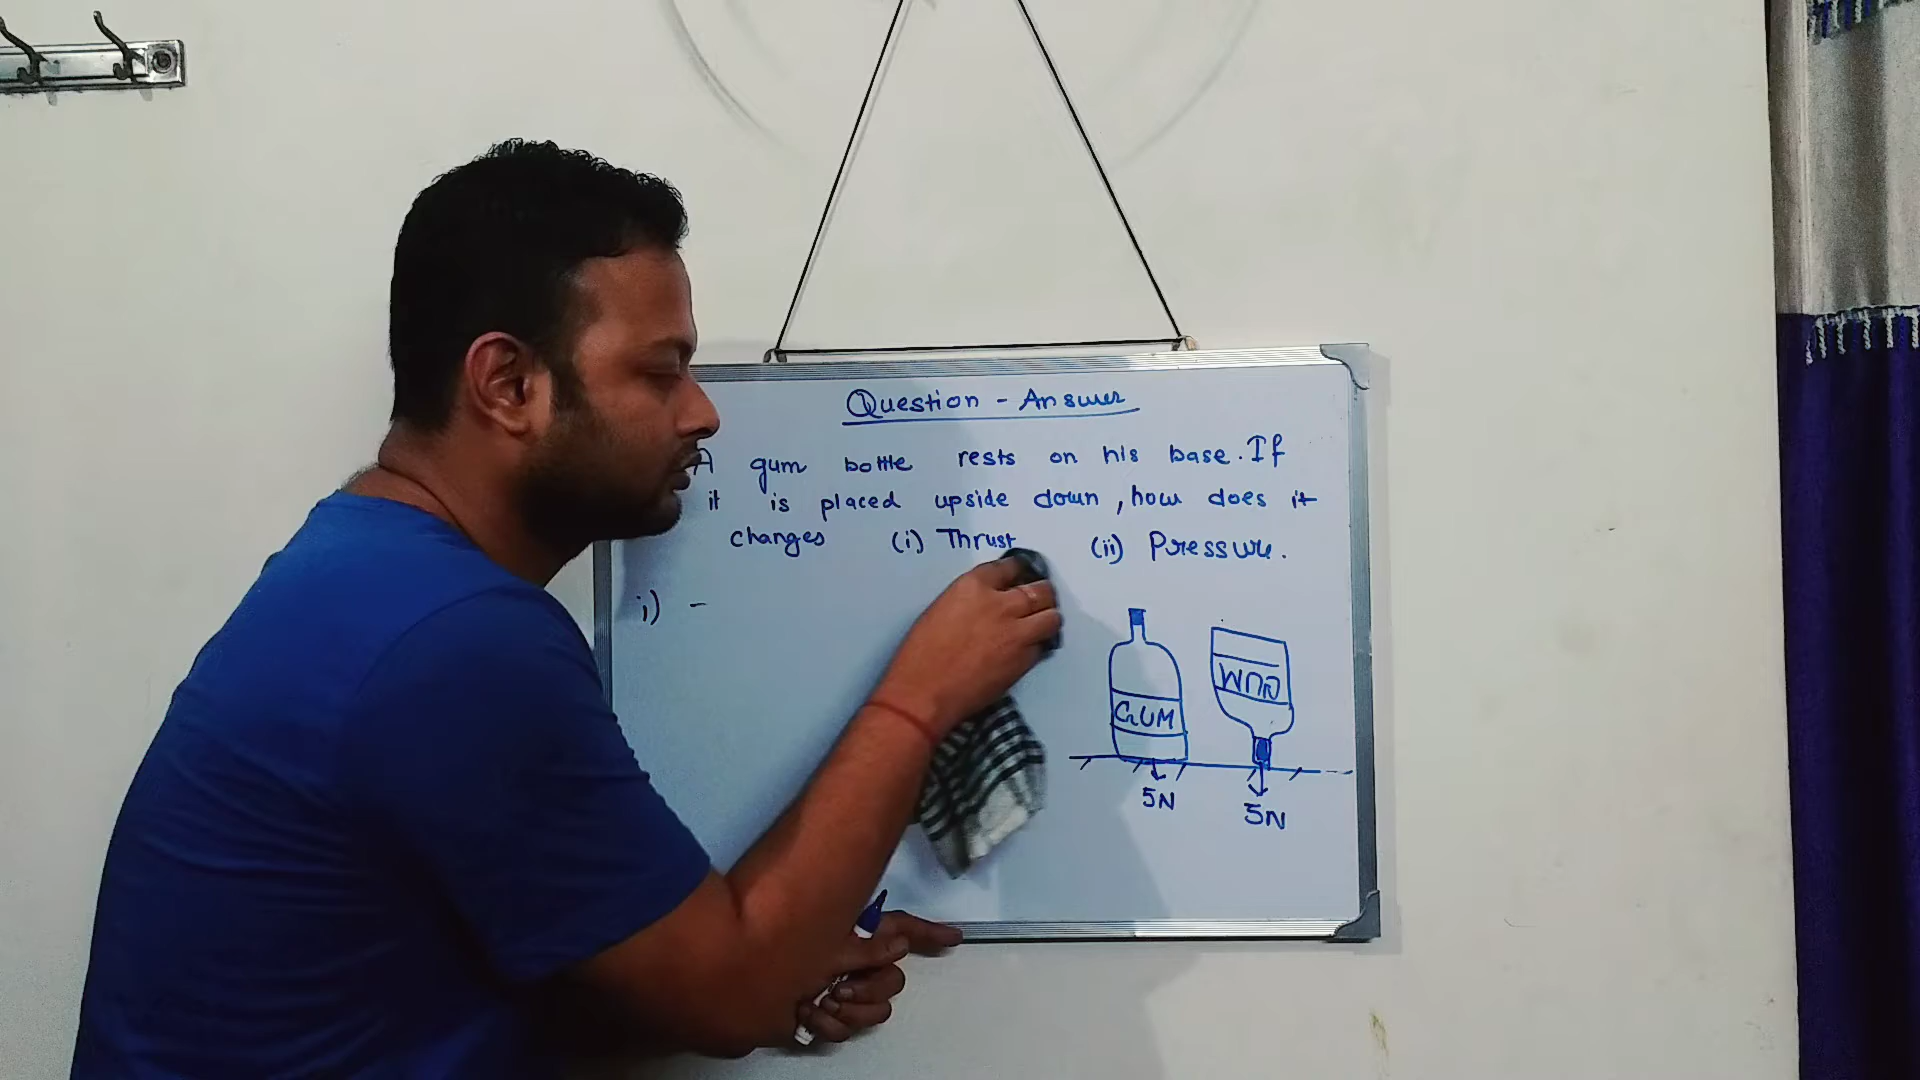 Question - Answer
A gum bottle rests on his base. If
it is placed upside down, how does it
changes (i) Thrust (ii) Pressure.
i) -
GUM
GUM
5N
5N